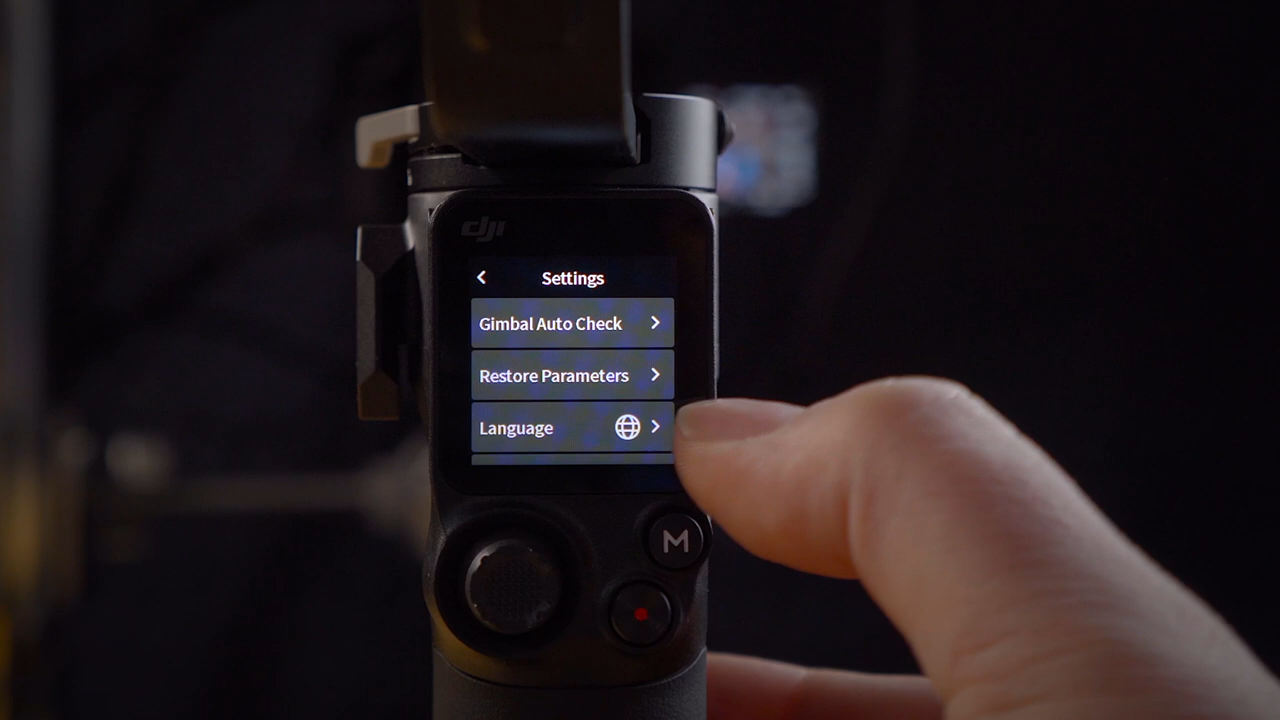 dji
Settings
Gimbal Auto Check
Restore Parameters
Language
M